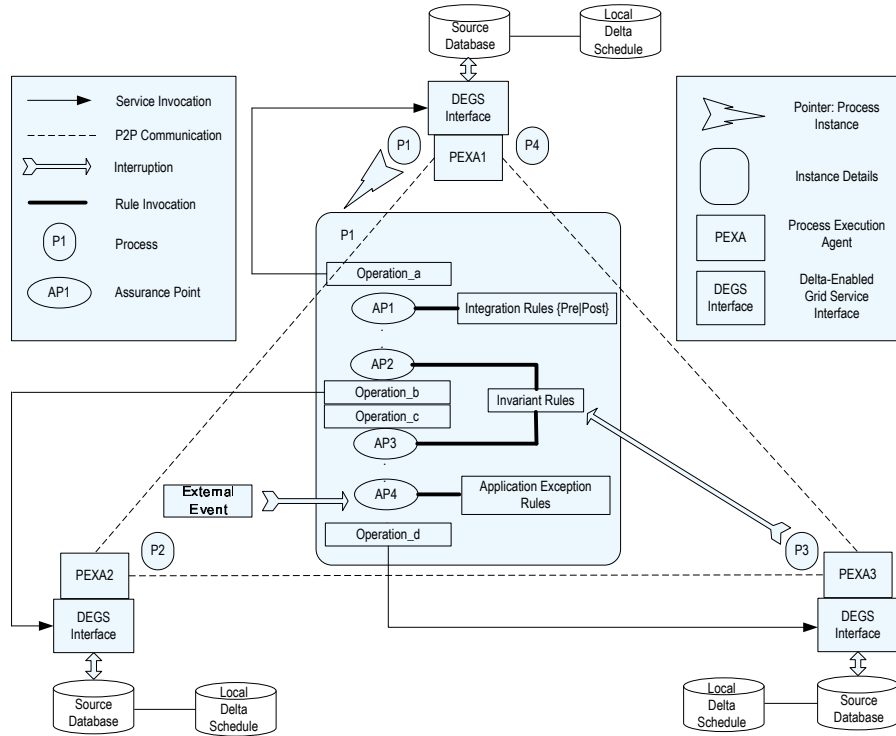 Source
Database
Local
Delta
Schedule
Service Invocation
P2P Communication
Interruption
Rule Invocation
P1
Process
AP1
Assurance Point
DEGS
Interface
P1
PEXA1
P4
Pointer: Process
Instance
Instance Details
PEXA
Process Execution
Agent
DEGS
Interface
Delta-Enabled
Grid Service
Interface
P1
Operation_a
AP1
Integration Rules {Pre|Post}
AP2
Operation_b
Invariant Rules
Operation_c
AP3
External
Event
AP4
Application Exception
Rules
Operation_d
P2
PEXA2
DEGS
Interface
Source
Database
Local
Delta
Schedule
P3
PEXA3
DEGS
Interface
Local
Delta
Schedule
Source
Database